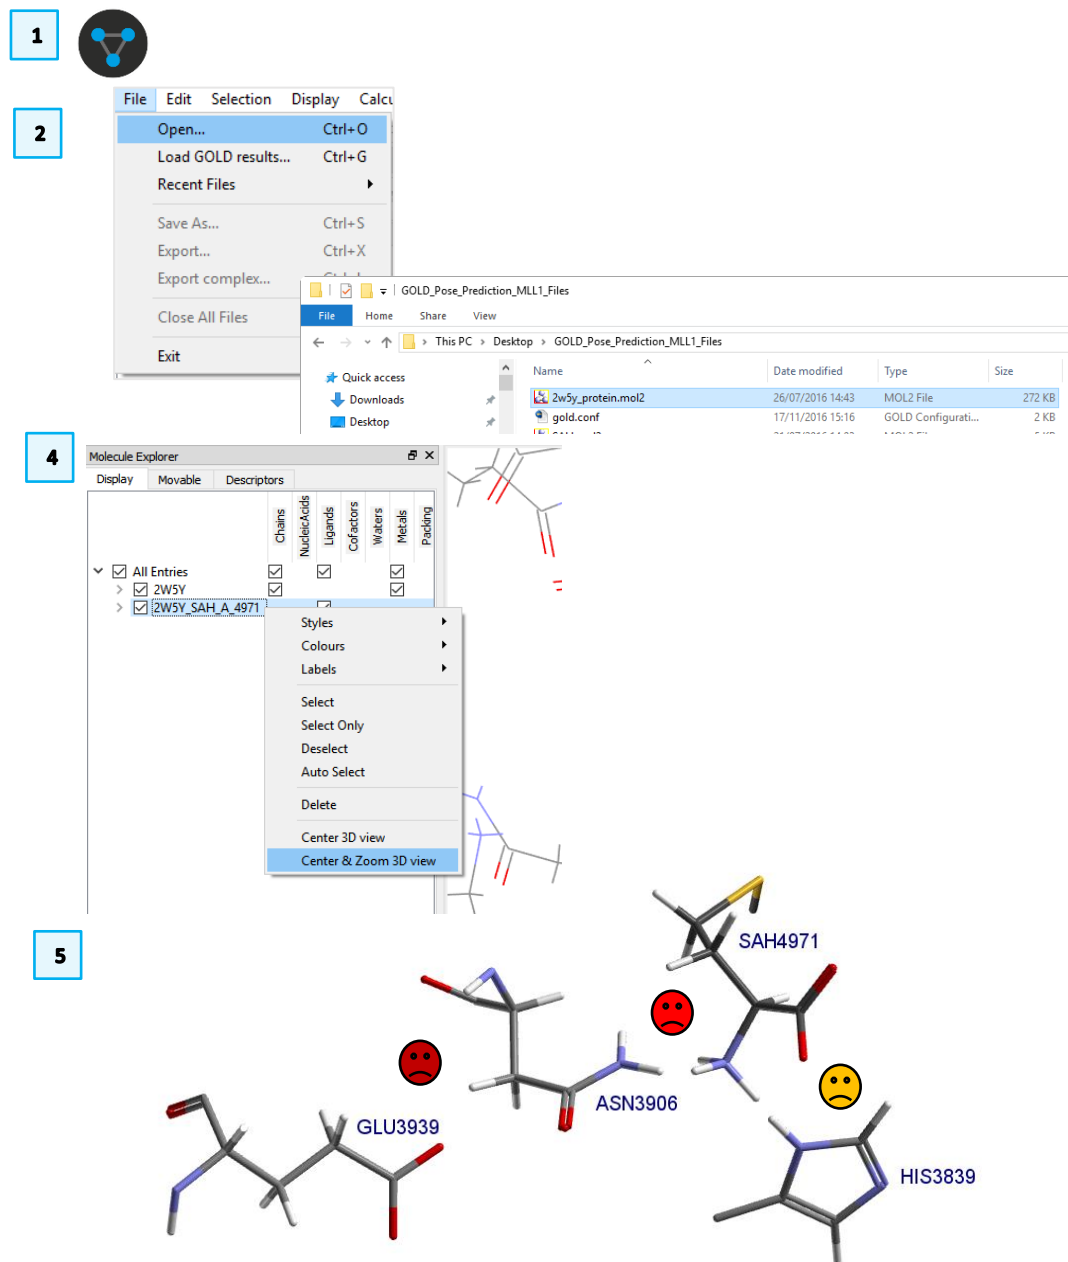 1
2
File Edit Selection Display
Open... Ctrl+O
Load GOLD results... Ctrl+G
Recent Files
Save As... Ctrl+S
Export... Ctrl+X
Export complex...
Close All Files
Exit
GOLD_Pose_Prediction_MLL1_Files
File Home Share View
This PC > Desktop > GOLD_Pose_Prediction_MLL1_Files
Quick access
Downloads
Desktop
Name Date modified Type Size
2w5y_protein.mol2 26/07/2016 14:43 MOL2 File 272 KB
gold.conf 17/11/2016 15:16 GOLD Configurati... 2 KB
4
Molecule Explorer
Display Movable Descriptors
Chains NucleicAcids Ligands Cofactors Waters Metals Packing
All Entries
2W5Y
2W5Y_SAH_A_4971
Styles
Colours
Labels
Select
Select Only
Deselect
Auto Select
Delete
Center 3D view
Center & Zoom 3D view
5
SAH4971
ASN3906
GLU3939
HIS3839